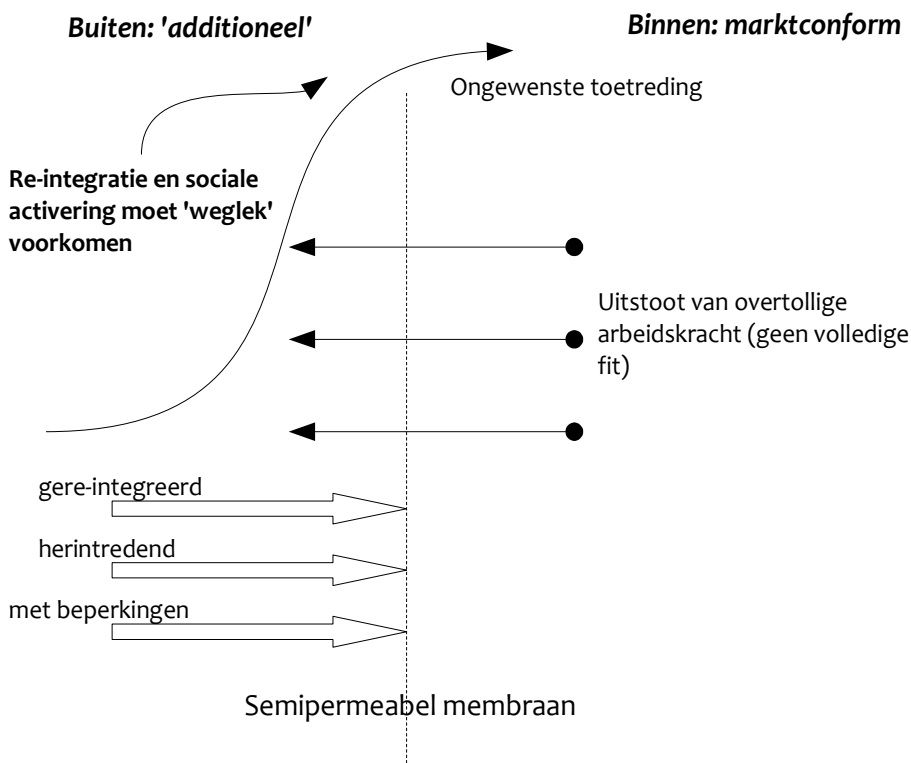 Buiten: 'additioneel'
Binnen: marktconform
Ongewenste toetreding
Re-integratie en sociale
activering moet 'weglek'
voorkomen
Uitstoot van overtollige
arbeidskracht (geen volledige
fit)
gere-integreerd
herintredend
met beperkingen
Semipermeabel membraan